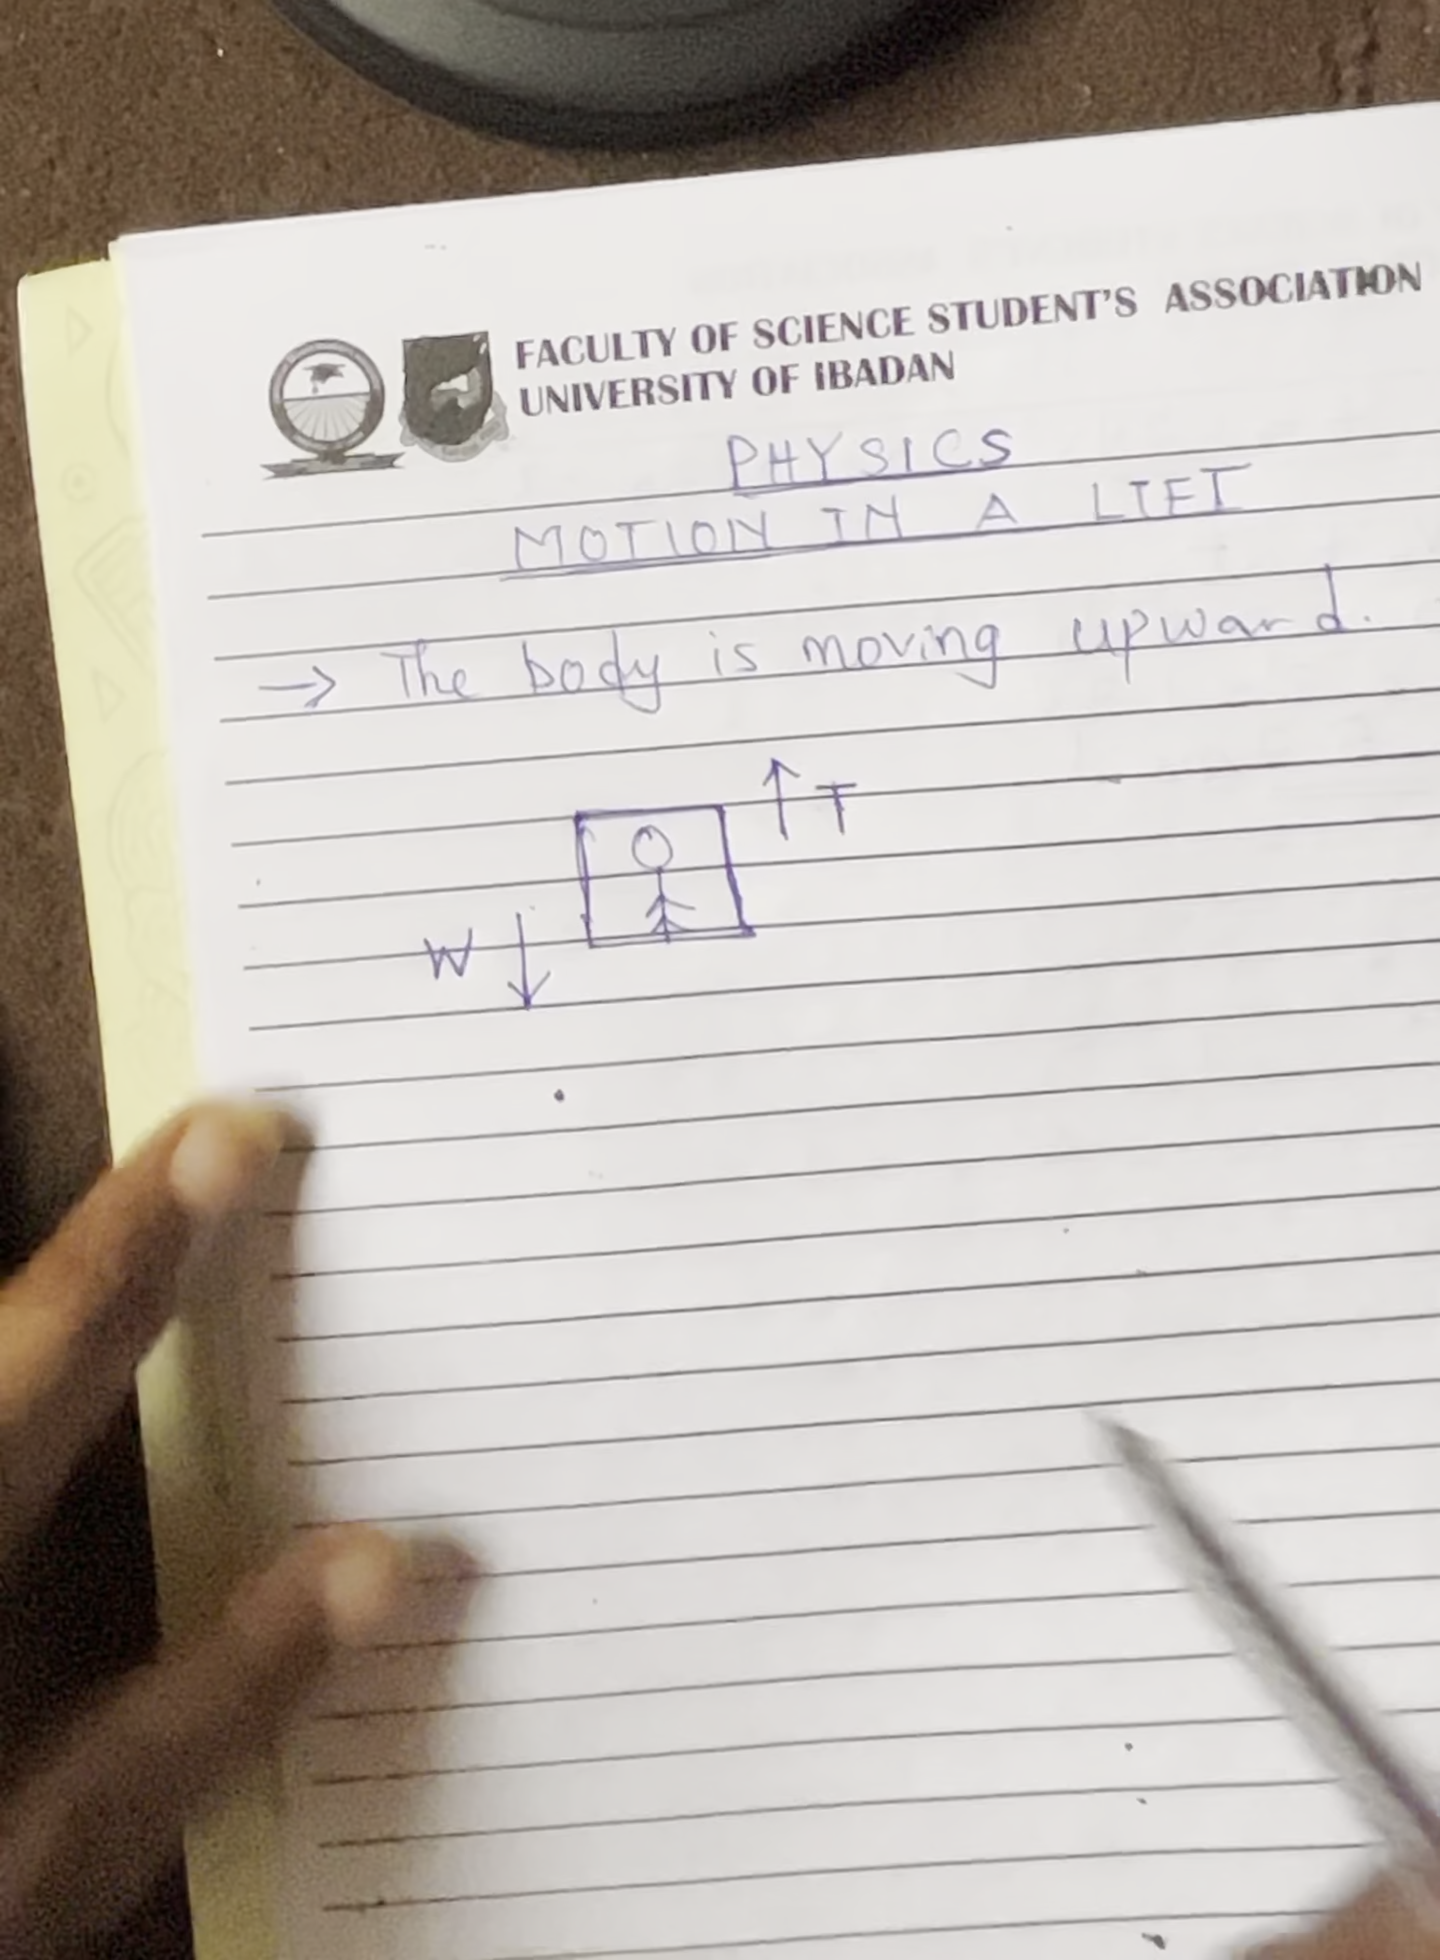 FACULTY OF SCIENCE STUDENT'S ASSOCIATION
UNIVERSITY OF IBADAN
PHYSICS
MOTION IN A LIFT
→ The body is moving upward.
↑ T
W ↓